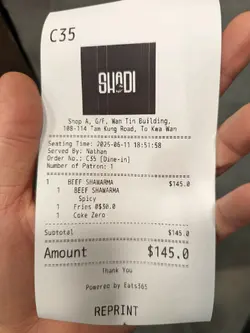 C35
SHADI
Shop A, G/F, Wan Tin Building,
108-114 Tam Kung Road, To Kwa Wan
Seating Time: 2025-06-11 18:51:58
Served By: Nathan
Order No.: C35 [Dine-in]
Number of Patron: 1
1 BEEF SHAWARMA $145.0
1 BEEF SHAWARMA
Spicy
1 Fries @$30.0
1 Coke Zero
Subtotal $145.0
Amount $145.0
Thank You
Powered by Eats365
REPRINT